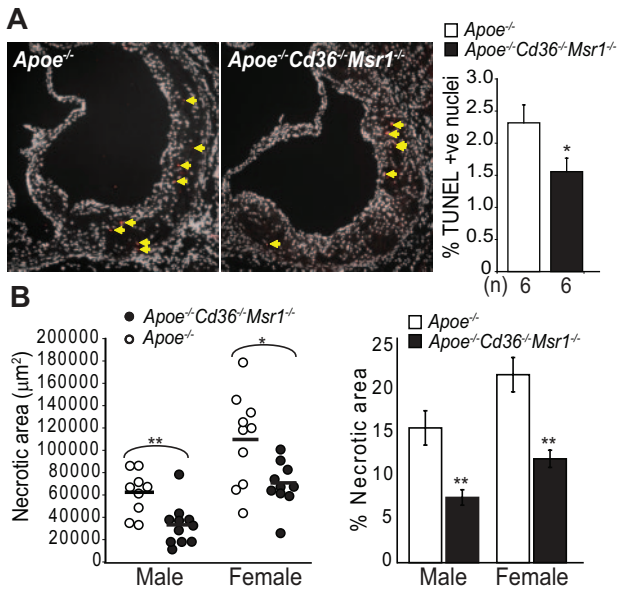 A
Apoe-/-
Apoe-/-Cd36-/-Msr1-/-
Apoe-/-
Apoe-/-Cd36-/-Msr1-/-
% TUNEL +ve nuclei
3.0
2.5
2.0
1.5
1.0
0.5
0
*
(n) 6 6
B
Apoe-/-Cd36-/-Msr1-/-
Apoe-/-
Necrotic area (μm2)
200000
180000
160000
140000
120000
100000
80000
60000
40000
20000
0
**
*
Male Female
Apoe-/-
Apoe-/-Cd36-/-Msr1-/-
% Necrotic area
25
20
15
10
5
0
**
**
Male Female